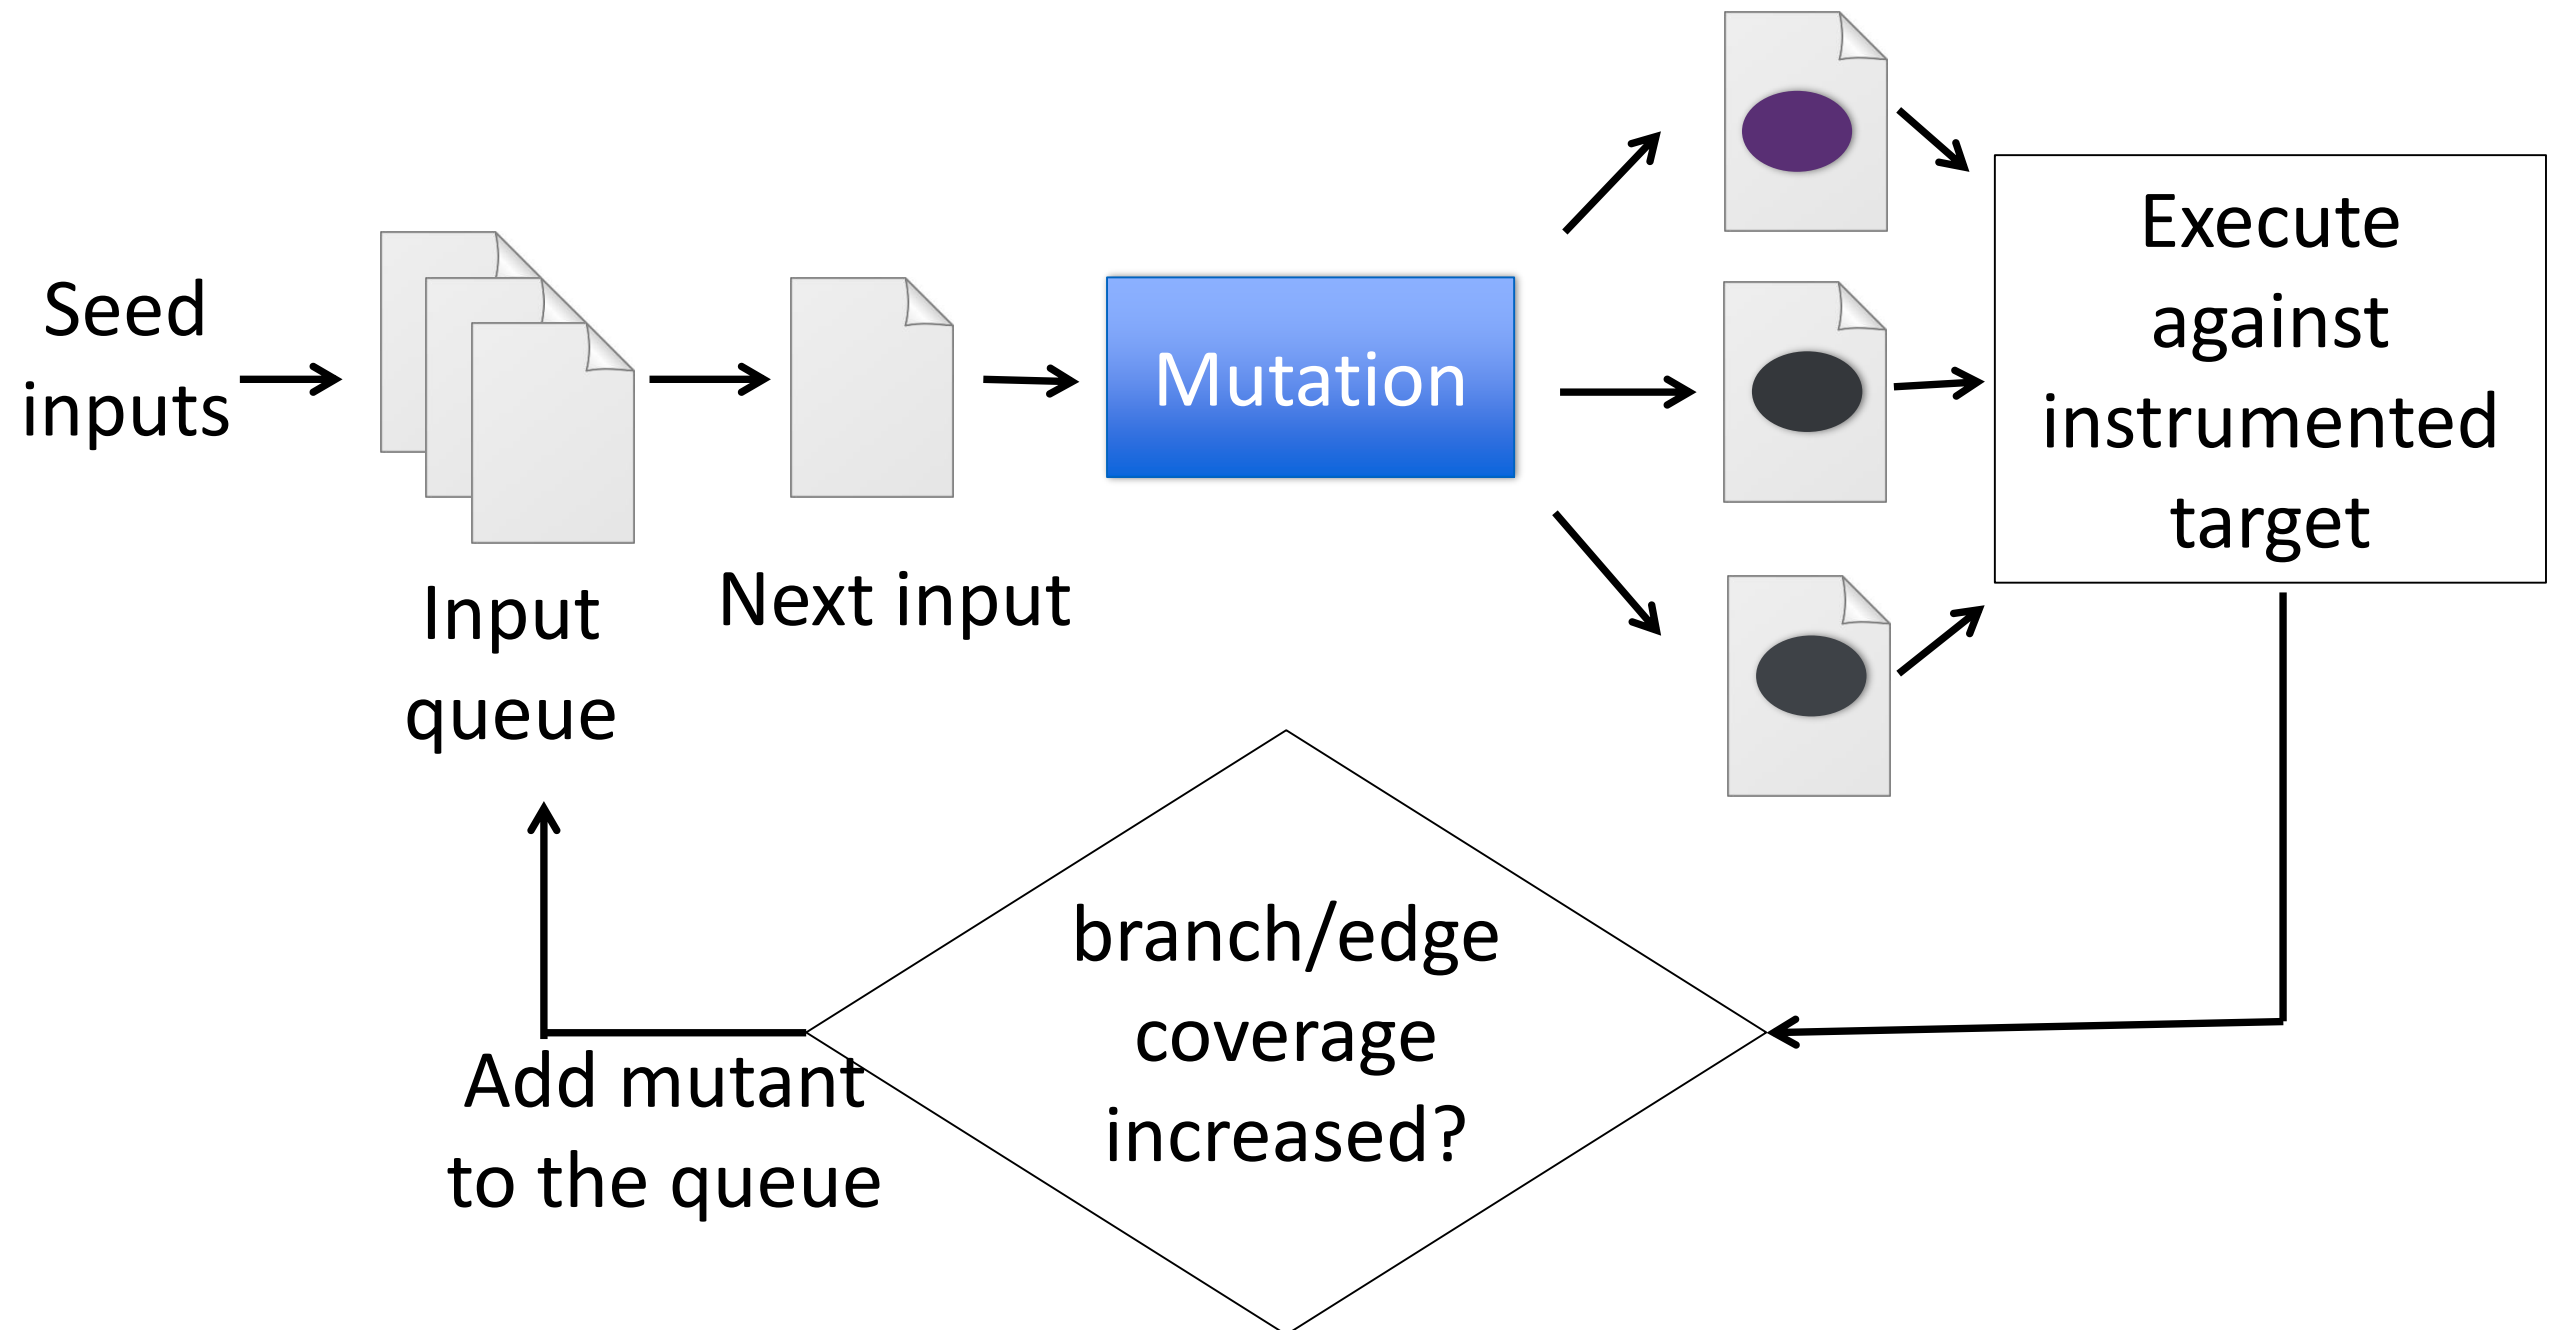 Seed
inputs
Input
queue
Next input
Mutation
Execute
against
instrumented
target
branch/edge
coverage
increased?
Add mutant
to the queue